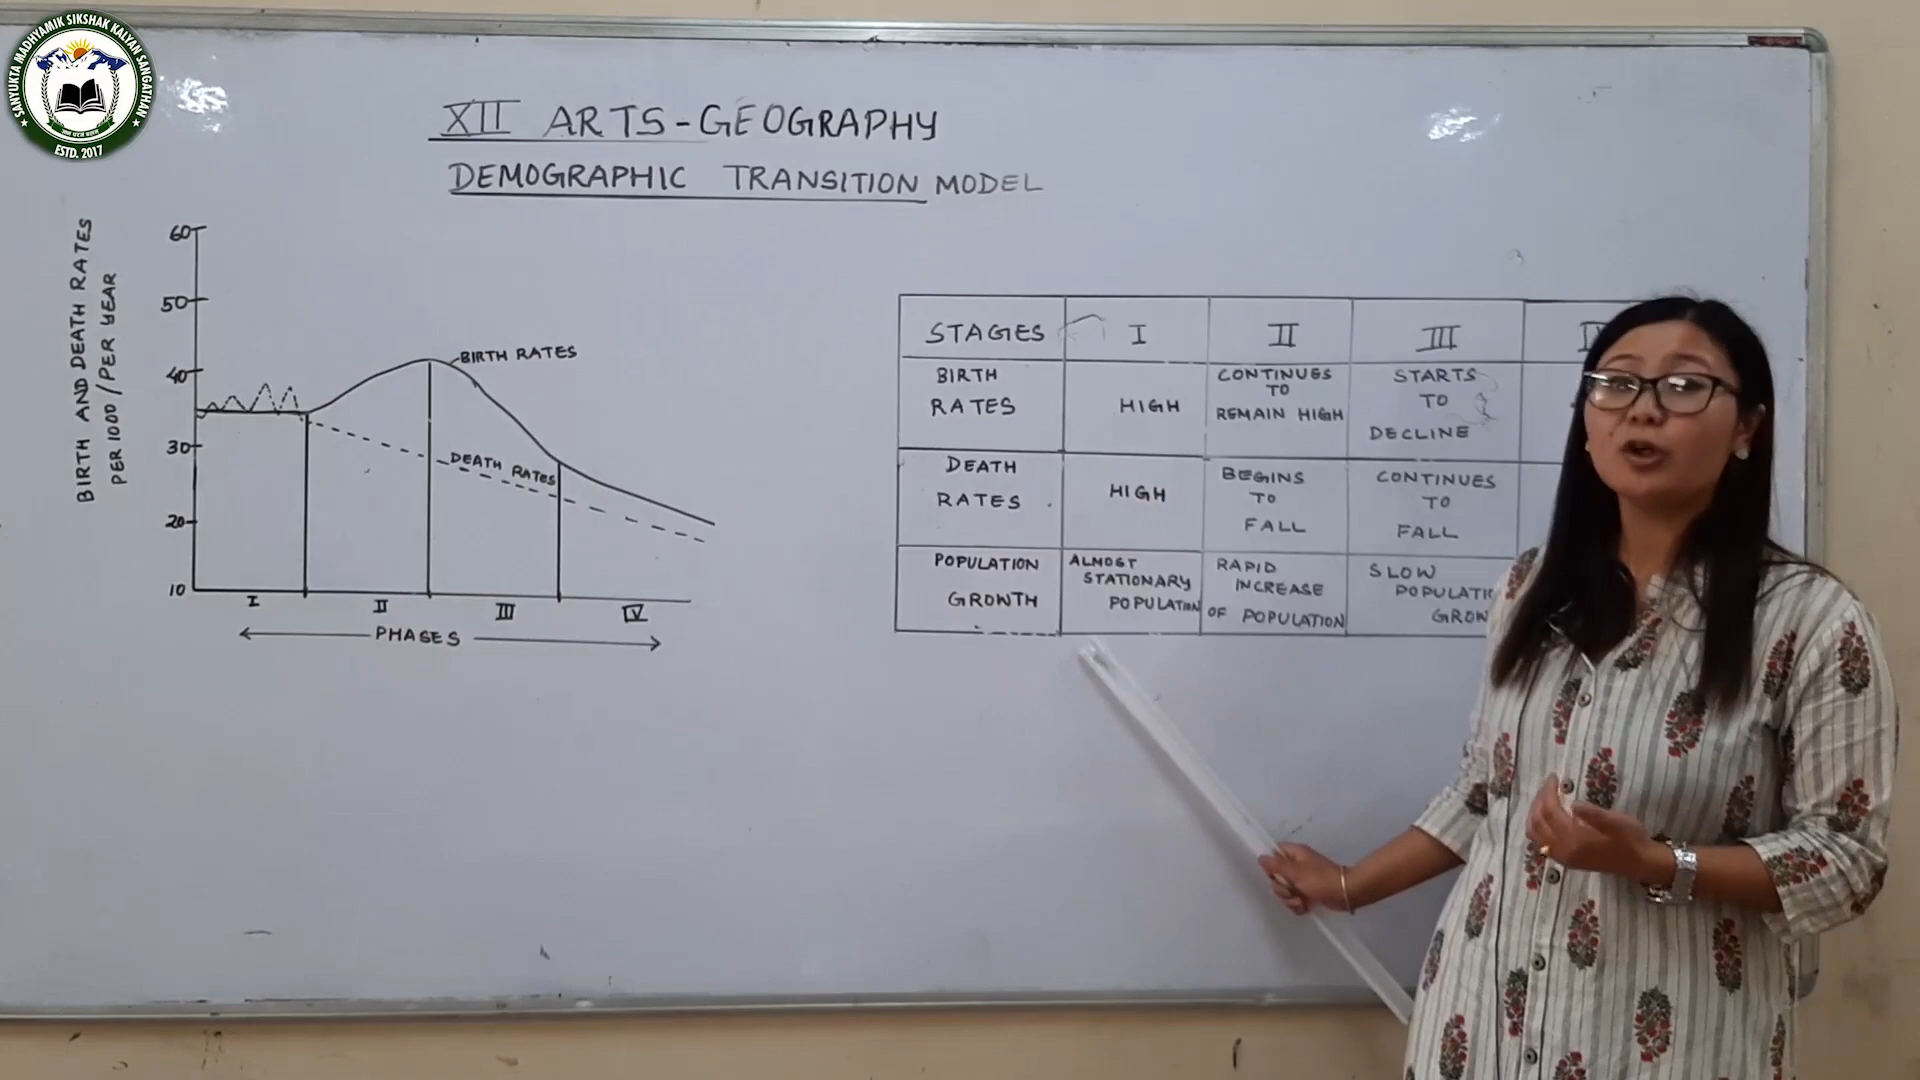 SANYUKTA MADHYAMIK SIKSHAK KALYAN SANGATHAN
ESTD. 2017
XII ARTS-GEOGRAPHY
DEMOGRAPHIC TRANSITION MODEL
BIRTH AND DEATH RATES
PER 1000/PER YEAR
60
50
40
30
20
10
BIRTH RATES
DEATH RATES
I II III IV
PHASES
STAGES I II III
BIRTH
RATES
HIGH
CONTINUES
TO
REMAIN HIGH
STARTS
TO
DECLINE
DEATH
RATES
HIGH
BEGINS
TO
FALL
CONTINUES
TO
FALL
POPULATION
GROWTH
ALMOST
STATIONARY
POPULATION
RAPID
INCREASE
OF POPULATION
SLOW
POPULATI
GROW